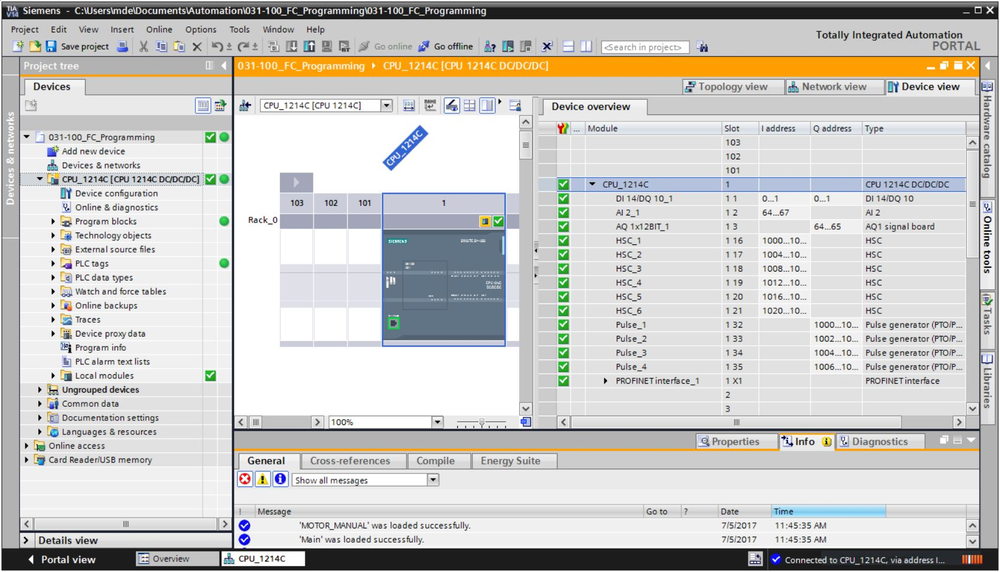 TIA V14 Siemens - C:\Users\mde\Documents\Automation\031-100_FC_Programming\031-100_FC_Programming
Project Edit View Insert Online Options Tools Window Help
Totally Integrated Automation
PORTAL
Save project Go online Go offline <Search in project>
Project tree
031-100_FC_Programming CPU_1214C [CPU 1214C DC/DC/DC]
Devices
Topology view Network view Device view
Devices & networks
031-100_FC_Programming
Add new device
Devices & networks
CPU_1214C [CPU 1214C DC/DC/DC]
Device configuration
Online & diagnostics
Program blocks
Technology objects
External source files
PLC tags
PLC data types
Watch and force tables
Online backups
Traces
Device proxy data
Program info
PLC alarm text lists
Local modules
Ungrouped devices
Common data
Documentation settings
Languages & resources
Online access
Card Reader/USB memory
Details view
CPU_1214C [CPU 1214C]
NAME
CPU_1214C
103 102 101 1
Rack_0
SIEMENS
CPU 1214C
DC/DC/DC
100%
Device overview
... Module Slot I address Q address Type
103
102
101
CPU_1214C 1 CPU 1214C DC/DC/DC
DI 14/DQ 10_1 1 1 0...1 0...1 DI 14/DQ 10
AI 2_1 1 2 64...67 AI 2
AQ 1x12BIT_1 1 3 64...65 AQ1 signal board
HSC_1 1 16 1000...10... HSC
HSC_2 1 17 1004...10... HSC
HSC_3 1 18 1008...10... HSC
HSC_4 1 19 1012...10... HSC
HSC_5 1 20 1016...10... HSC
HSC_6 1 21 1020...10... HSC
Pulse_1 1 32 1000...10... Pulse generator (PTO/P...
Pulse_2 1 33 1002...10... Pulse generator (PTO/P...
Pulse_3 1 34 1004...10... Pulse generator (PTO/P...
Pulse_4 1 35 1006...10... Pulse generator (PTO/P...
PROFINET interface_1 1 X1 PROFINET interface
2
3
Hardware catalog
Online tools
Tasks
Libraries
Properties Info Diagnostics
General Cross-references Compile Energy Suite
Show all messages
! Message Go to ? Date Time
'MOTOR_MANUAL' was loaded successfully. 7/5/2017 11:45:35 AM
'Main' was loaded successfully. 7/5/2017 11:45:35 AM
Portal view Overview CPU_1214C Connected to CPU_1214C, via address I...